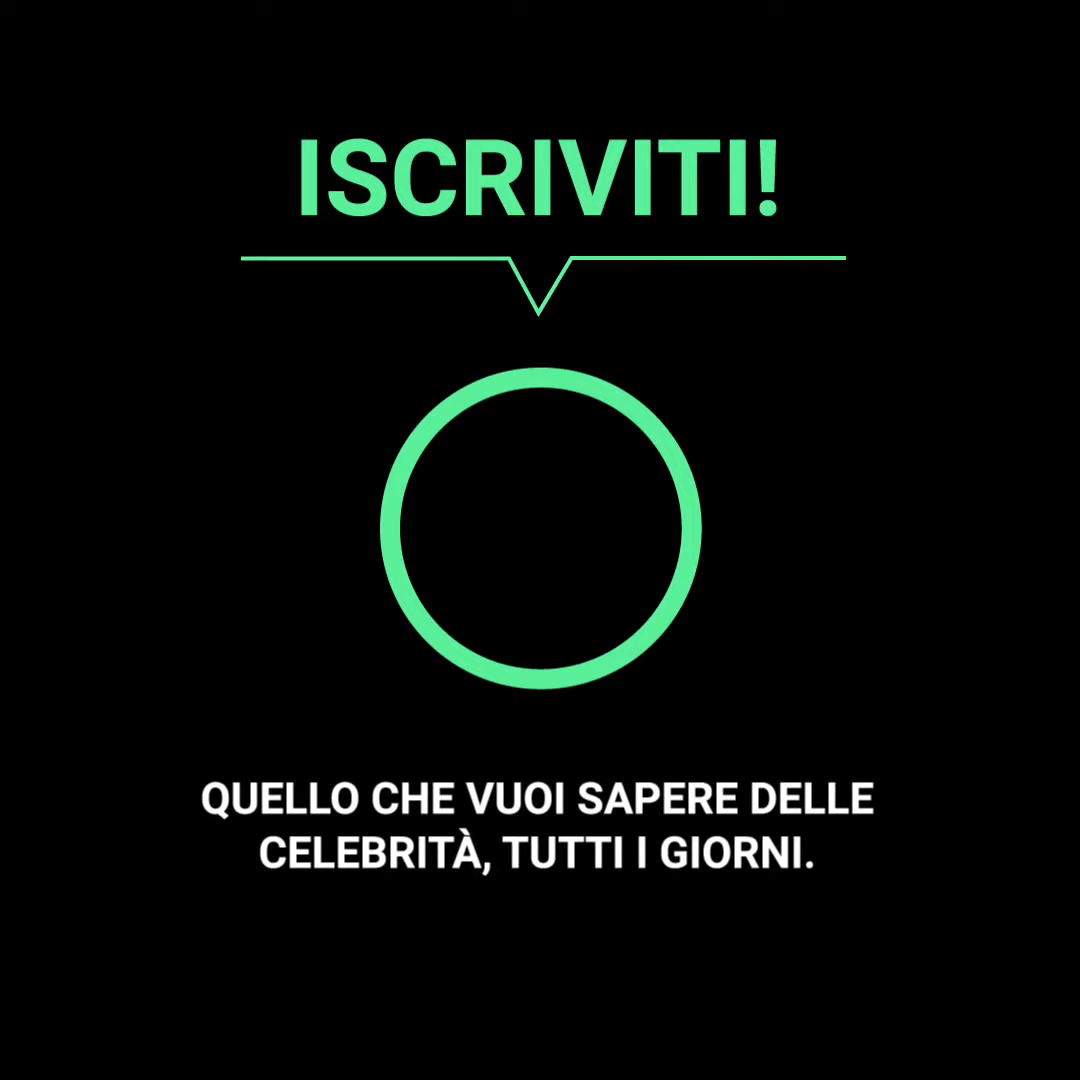 ISCRIVITI!
QUELLO CHE VUOI SAPERE DELLE
CELEBRITÀ, TUTTI I GIORNI.